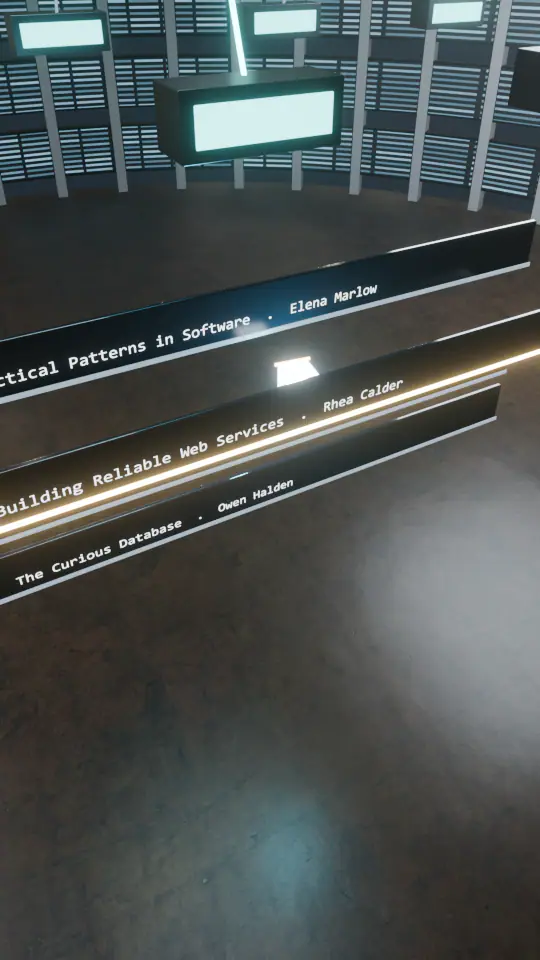 ctical Patterns in Software · Elena Marlow
Building Reliable Web Services · Rhea Calder
The Curious Database · Owen Halden